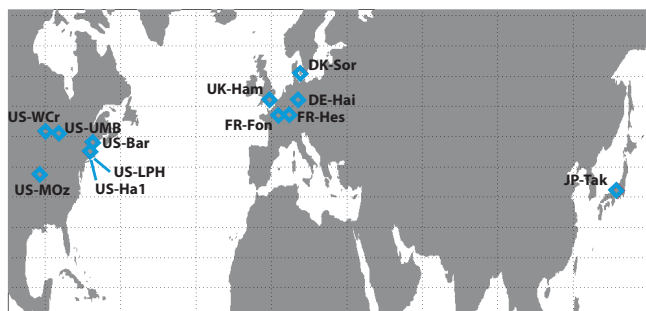 DK-Sor
UK-Ham
DE-Hai
US-WCr
US-UMB
FR-Fon
FR-Hes
US-Bar
US-LPH
JP-Tak
US-MOz
US-Ha1